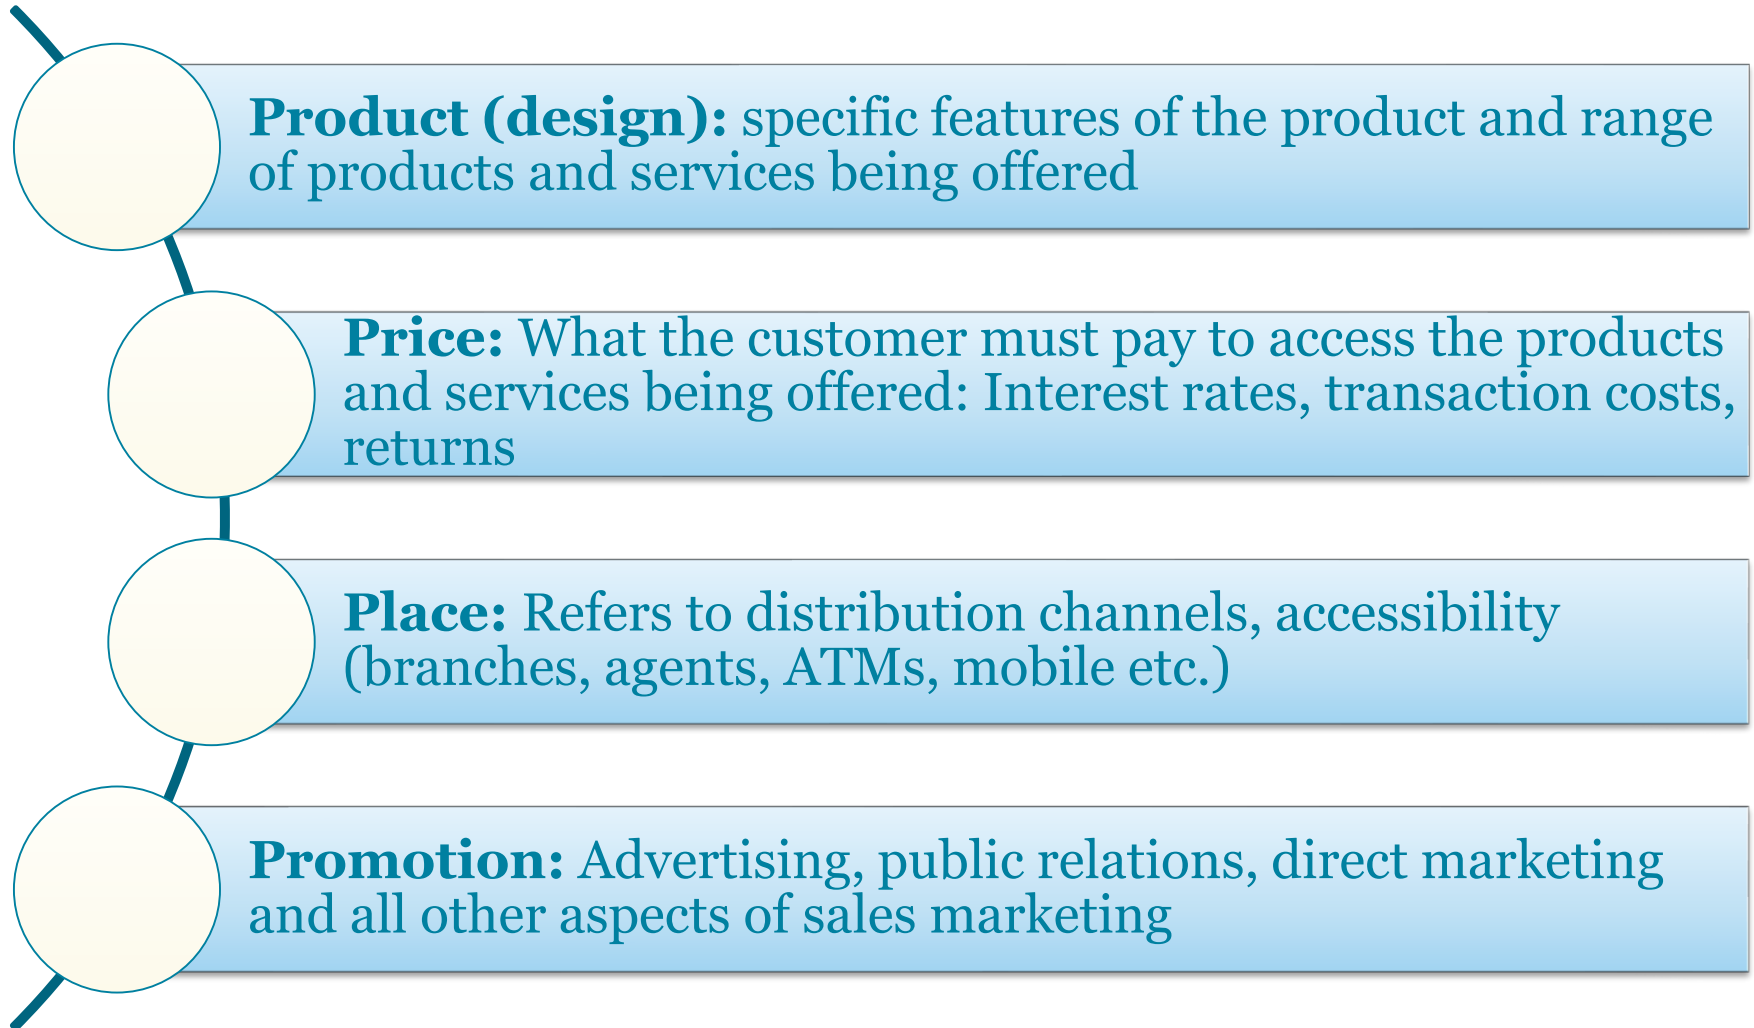 Product (design): specific features of the product and range
of products and services being offered
Price: What the customer must pay to access the products
and services being offered: Interest rates, transaction costs,
returns
Place: Refers to distribution channels, accessibility
(branches, agents, ATMs, mobile etc.)
Promotion: Advertising, public relations, direct marketing
and all other aspects of sales marketing